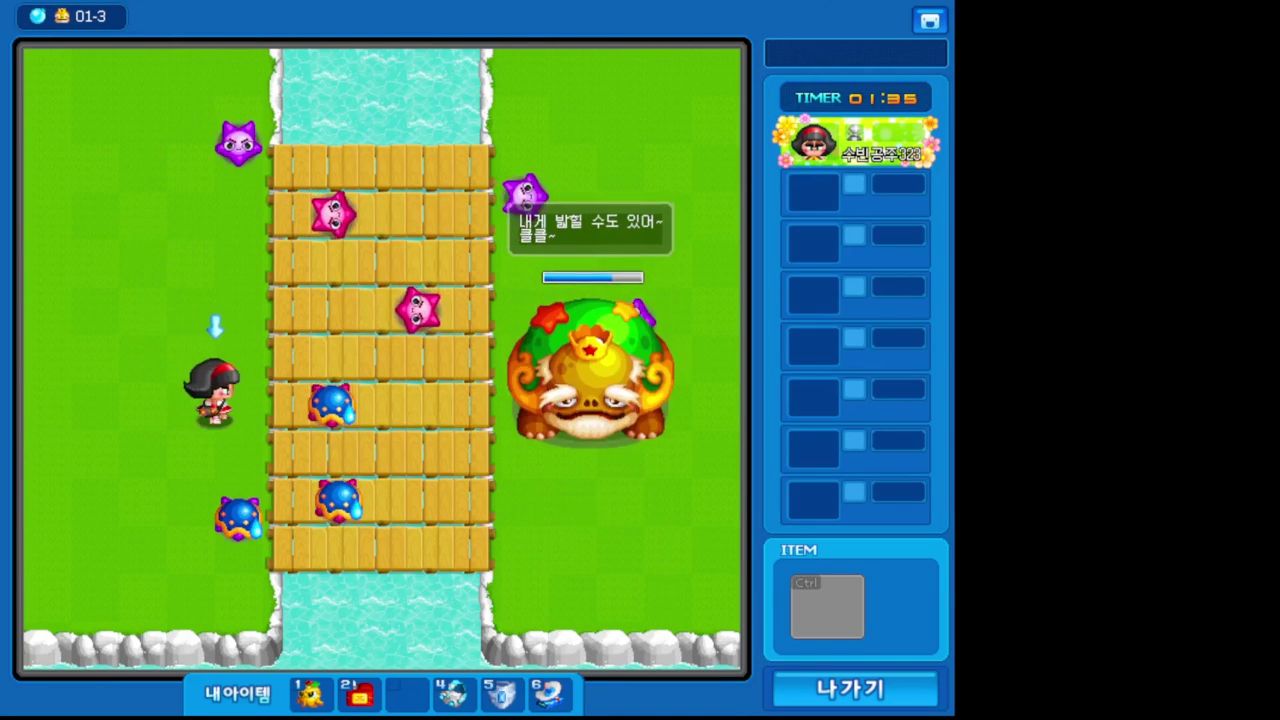 01-3
TIMER 01:35
수빈공주323
내게 밟힐 수도 있어~
클클~
ITEM
Ctrl
내아이템
1
2
4
5
6
나가기